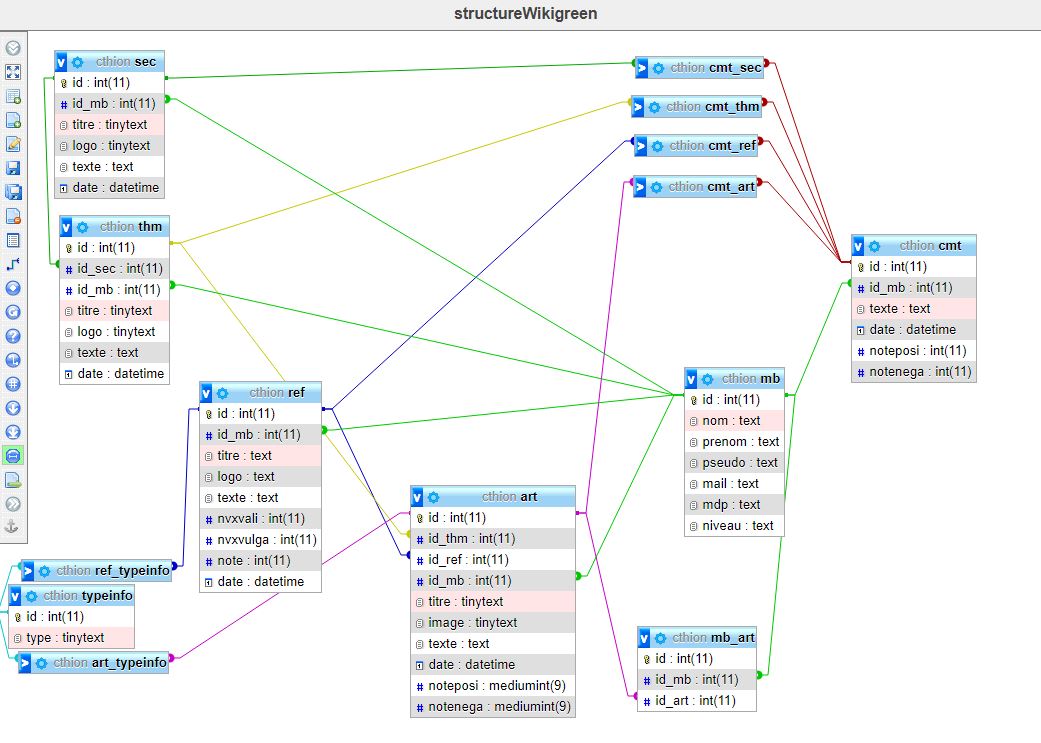 structureWikigreen
cthion sec
id : int(11)
id_mb : int(11)
titre : tinytext
logo : tinytext
texte : text
date : datetime
cthion thm
id : int(11)
id_sec : int(11)
id_mb : int(11)
titre : tinytext
logo : tinytext
texte : text
date : datetime
cthion ref
id : int(11)
id_mb : int(11)
titre : text
logo : text
texte : text
nvxvali : int(11)
nvxvulga : int(11)
note : int(11)
date : datetime
cthion ref_typeinfo
cthion typeinfo
id : int(11)
type : tinytext
cthion art_typeinfo
cthion art
id : int(11)
id_thm : int(11)
id_ref : int(11)
id_mb : int(11)
titre : tinytext
image : tinytext
texte : text
date : datetime
noteposi : mediumint(9)
notenega : mediumint(9)
cthion cmt_sec
cthion cmt_thm
cthion cmt_ref
cthion cmt_art
cthion cmt
id : int(11)
id_mb : int(11)
texte : text
date : datetime
noteposi : int(11)
notenega : int(11)
cthion mb
id : int(11)
nom : text
prenom : text
pseudo : text
mail : text
mdp : text
niveau : text
cthion mb_art
id : int(11)
id_mb : int(11)
id_art : int(11)